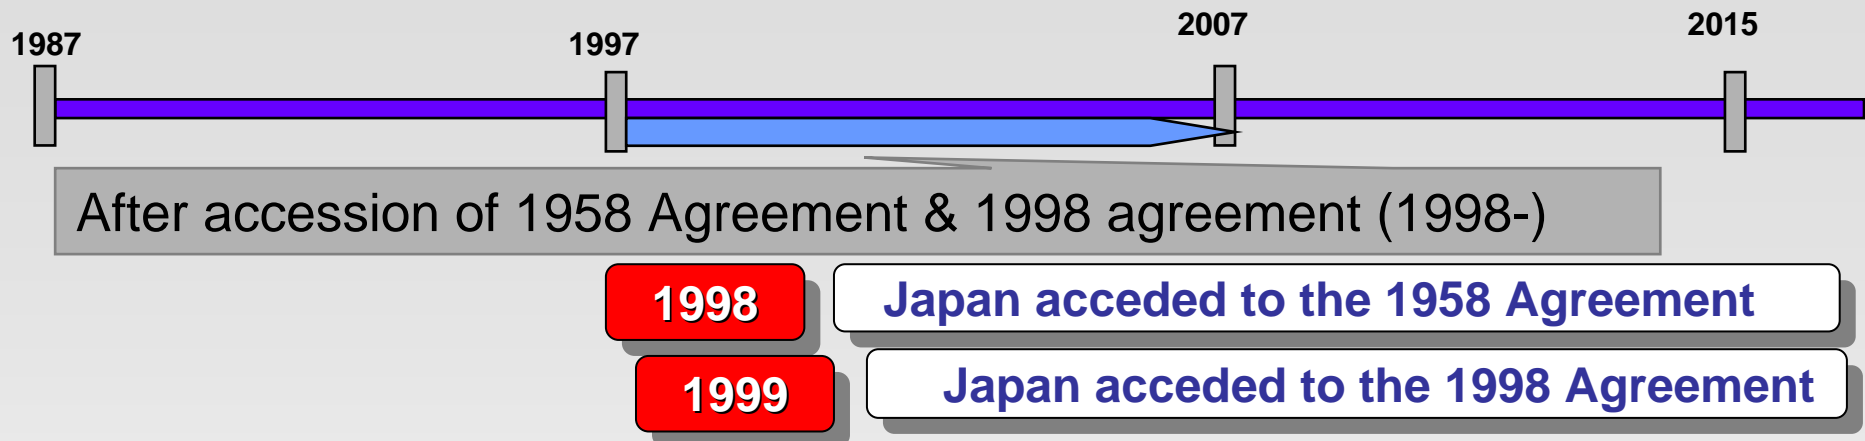 1987
1997
2007
2015
After accession of 1958 Agreement & 1998 agreement (1998-)
1998
Japan acceded to the 1958 Agreement
1999
Japan acceded to the 1998 Agreement